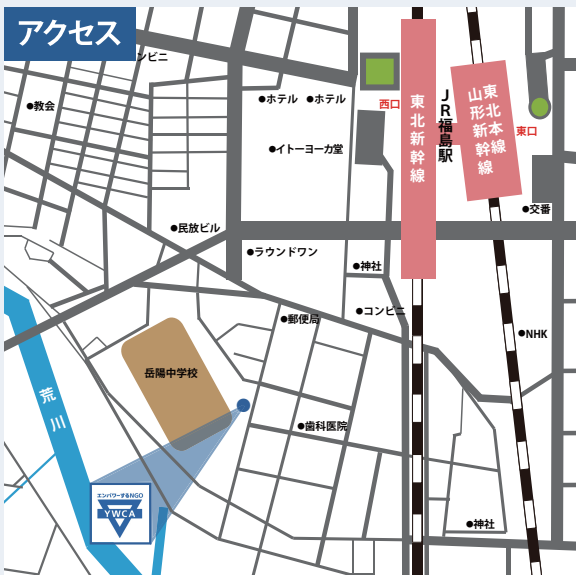 アクセス
ンビニ
●教会
●ホテル ●ホテル
西口
●イトーヨーカ堂
東北新幹線
JR福島駅
東北本線
山形新幹線
東口
●交番
●民放ビル
●ラウンドワン
●神社
●コンビニ
●郵便局
●NHK
岳陽中学校
荒川
●歯科医院
エンパワーするNGO
YWCA
●神社